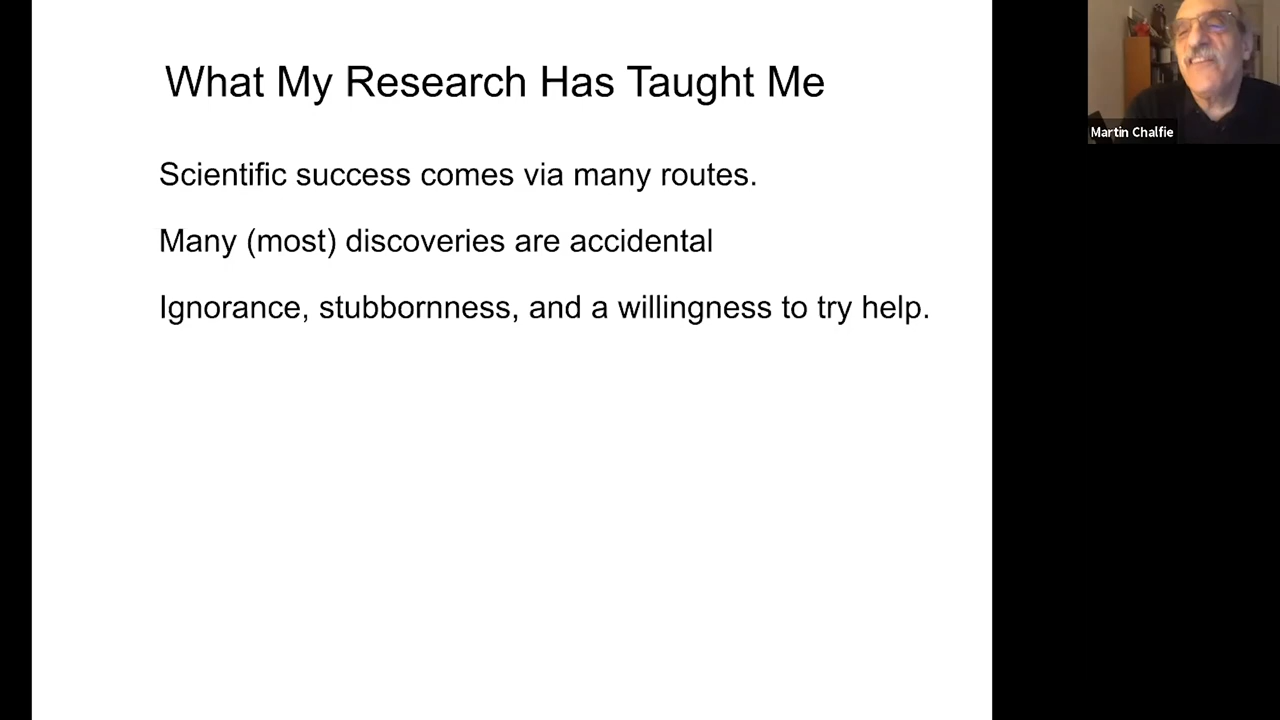 What My Research Has Taught Me
Scientific success comes via many routes.
Many (most) discoveries are accidental
Ignorance, stubbornness, and a willingness to try help.
Martin Chalfie